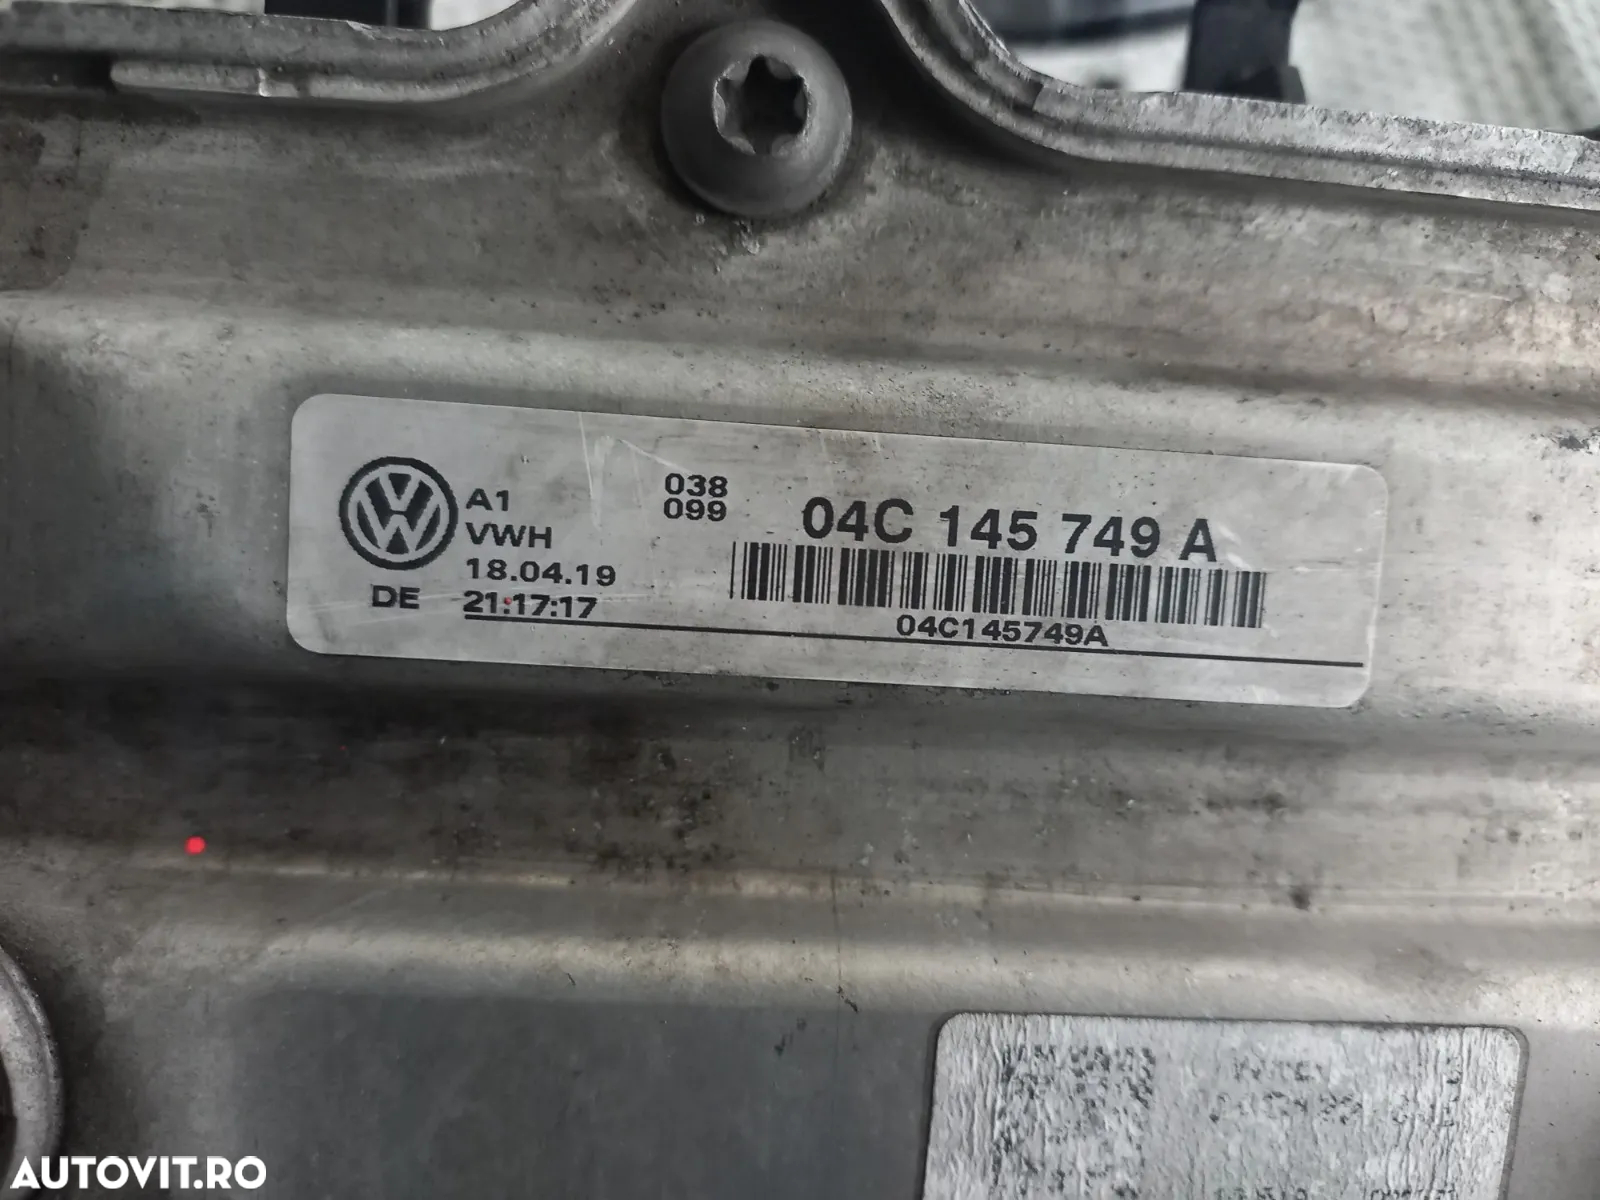 A1
VWH
18.04.19
DE 21:17:17
038
099
04C 145 749 A
04C145749A
AUTOVIT.RO